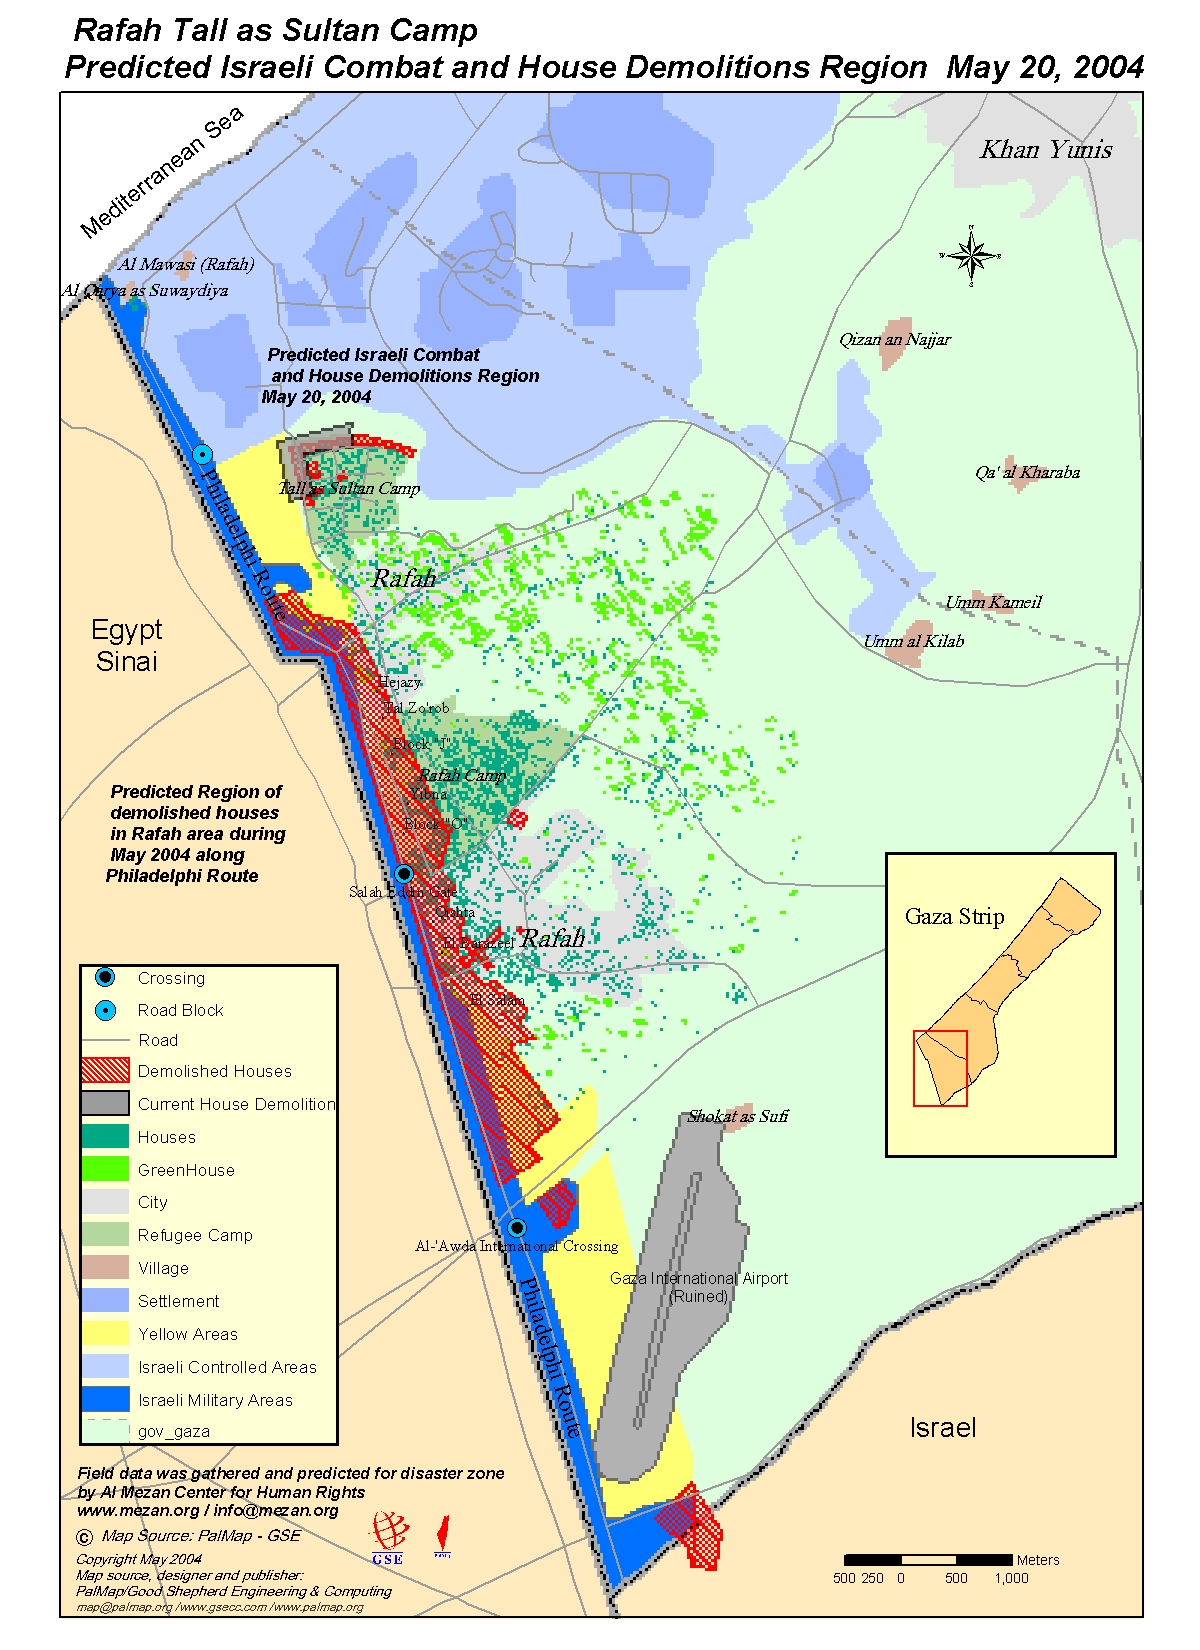 Rafah Tall as Sultan Camp
Predicted Israeli Combat and House Demolitions Region May 20, 2004
Mediterranean Sea
Khan Yunis
N
W
E
S
Al Mawasi (Rafah)
Al Qarya as Suwaydiya
Qizan an Najjar
Predicted Israeli Combat
and House Demolitions Region
May 20, 2004
Qa' al Kharaba
Tall as Sultan Camp
Philadelphi Route
Rafah
Umm Kameil
Umm al Kilab
Egypt
Sinai
Hejazy
Tal Zo'rob
Block "J"
Rafah Camp
Yibna
Block "O"
Predicted Region of
demolished houses
in Rafah area during
May 2004 along
Philadelphi Route
Salah Eddin Gate
Qishta
El Barazeel
Rafah
El Salam
Gaza Strip
Crossing
Road Block
Road
Demolished Houses
Current House Demolition
Houses
GreenHouse
City
Refugee Camp
Village
Settlement
Yellow Areas
Israeli Controlled Areas
Israeli Military Areas
gov_gaza
Shokat as Sufi
Al-'Awda International Crossing
Gaza International Airport
(Ruined)
Philadelphi Route
Israel
Field data was gathered and predicted for disaster zone
by Al Mezan Center for Human Rights
www.mezan.org / info@mezan.org
© Map Source: PalMap - GSE
Copyright May 2004
Map source, designer and publisher:
PalMap/Good Shepherd Engineering & Computing
map@palmap.org /www.gsecc.com /www.palmap.org
GSE
Meters
500 250 0 500 1,000